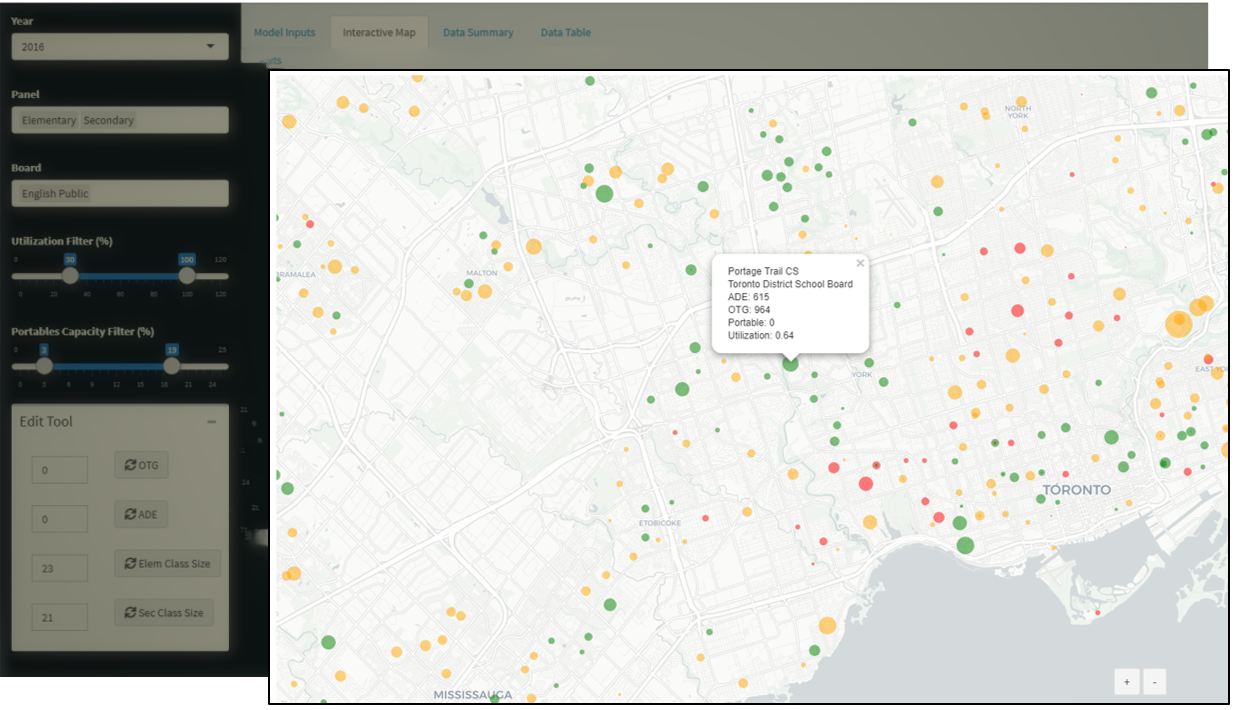 Year
2016
Panel
Elementary Secondary
Board
English Public
Utilization Filter (%)
0 30 100 120
0 20 40 60 80 100 120
Portables Capacity Filter (%)
0 3 19 25
0 3 6 9 12 15 18 21 24
Edit Tool
0 OTG
0 ADE
23 Elem Class Size
21 Sec Class Size
Model Inputs Interactive Map Data Summary Data Table
NORTH
YORK
MALTON
Portage Trail CS
Toronto District School Board
ADE: 615
OTG: 964
Portable: 0
Utilization: 0.64
YORK
TORONTO
ETOBICOKE
MISSISSAUGA
+ -